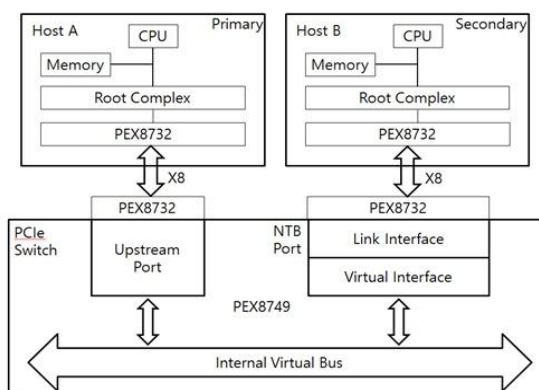 Host A
Primary
CPU
Memory
Root Complex
PEX8732
X8
Host B
Secondary
CPU
Memory
Root Complex
PEX8732
X8
PCIe
Switch
PEX8732
Upstream
Port
NTB
Port
PEX8732
Link Interface
Virtual Interface
PEX8749
Internal Virtual Bus